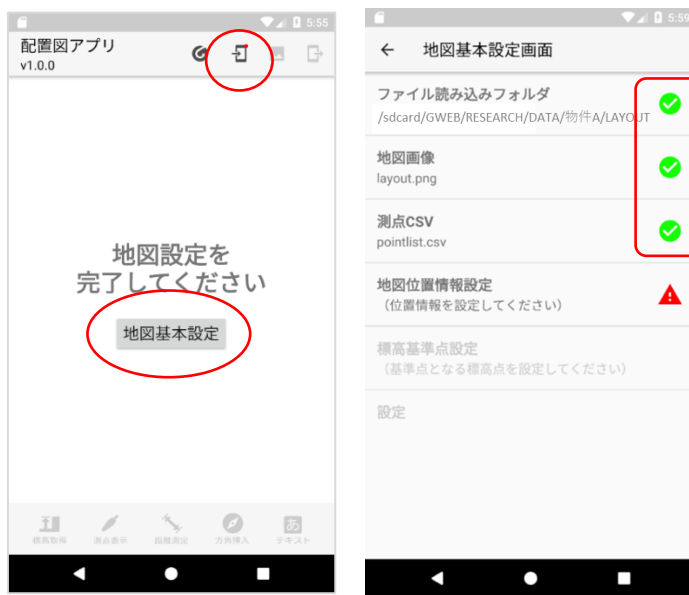 5:55
配置図アプリ
v1.0.0
地図設定を
完了してください
地図基本設定
標高取得
測点表示
距離測定
方角挿入
あ
テキスト
5:59
地図基本設定画面
ファイル読み込みフォルダ
/sdcard/GWEB/RESEARCH/DATA/物件A/LAYOUT
地図画像
layout.png
測点CSV
pointlist.csv
地図位置情報設定
（位置情報を設定してください）
標高基準点設定
（基準点となる標高点を設定してください）
設定